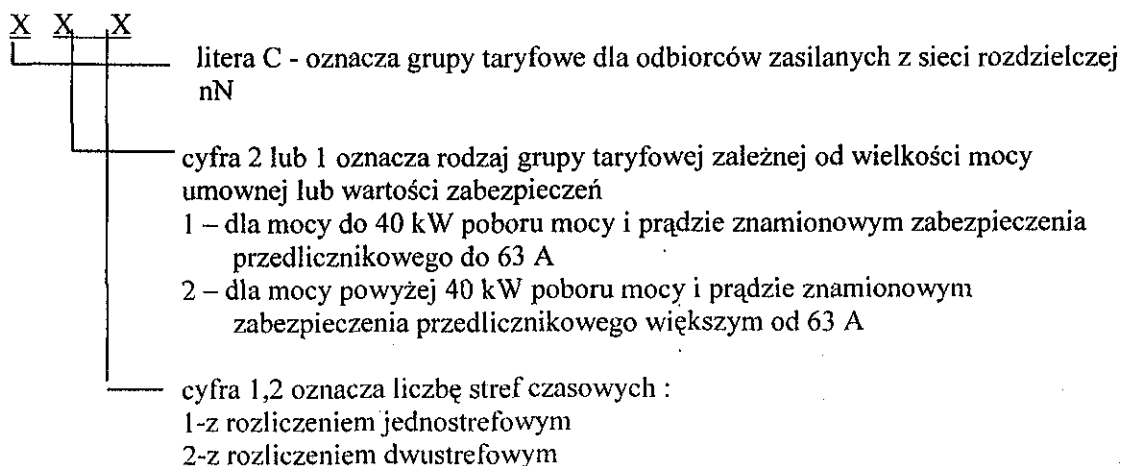 X X X
litera C - oznacza grupy taryfowe dla odbiorców zasilanych z sieci rozdzielczej
nN
cyfra 2 lub 1 oznacza rodzaj grupy taryfowej zależnej od wielkości mocy
umownej lub wartości zabezpieczeń
1 – dla mocy do 40 kW poboru mocy i prądzie znamionowym zabezpieczenia
przedlicznikowego do 63 A
2 – dla mocy powyżej 40 kW poboru mocy i prądzie znamionowym
zabezpieczenia przedlicznikowego większym od 63 A
cyfra 1,2 oznacza liczbę stref czasowych :
1-z rozliczeniem jednostrefowym
2-z rozliczeniem dwustrefowym